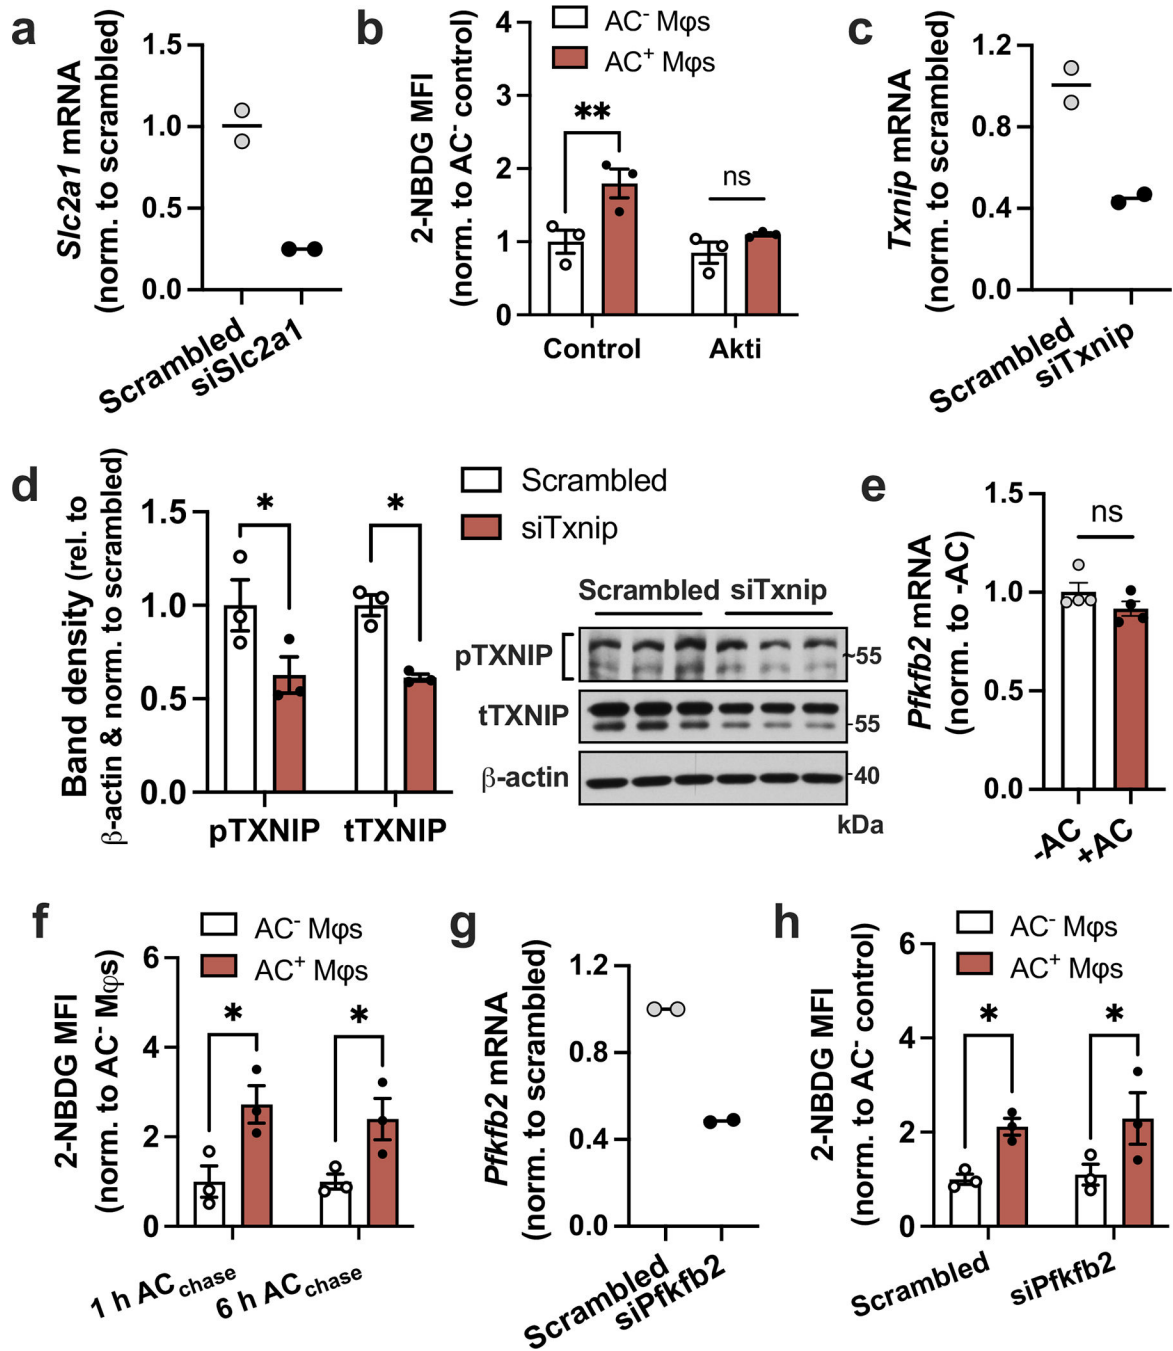 a
Slc2a1 mRNA
(norm. to scrambled)
1.5
1.0
0.5
0.0
Scrambled
siSlc2a1
b
AC- Mφs
AC+ Mφs
2-NBDG MFI
(norm. to AC- control)
4
3
2
1
0
**
ns
Control
Akti
c
Txnip mRNA
(norm. to scrambled)
1.2
0.8
0.4
0.0
Scrambled
siTxnip
d
Band density (rel. to
β-actin & norm. to scrambled)
1.5
1.0
0.5
0.0
*
*
pTXNIP
tTXNIP
Scrambled
siTxnip
Scrambled siTxnip
pTXNIP
~55
tTXNIP
55
β-actin
40
kDa
e
Pfkfb2 mRNA
(norm. to -AC)
1.5
1.0
0.5
0.0
ns
-AC
+AC
f
AC- Mφs
AC+ Mφs
2-NBDG MFI
(norm. to AC- Mφs)
6
4
2
0
*
*
1 h ACchase
6 h ACchase
g
Pfkfb2 mRNA
(norm. to scrambled)
1.2
0.8
0.4
0.0
Scrambled
siPfkfb2
h
AC- Mφs
AC+ Mφs
2-NBDG MFI
(norm. to AC- control)
6
4
2
0
*
*
Scrambled
siPfkfb2